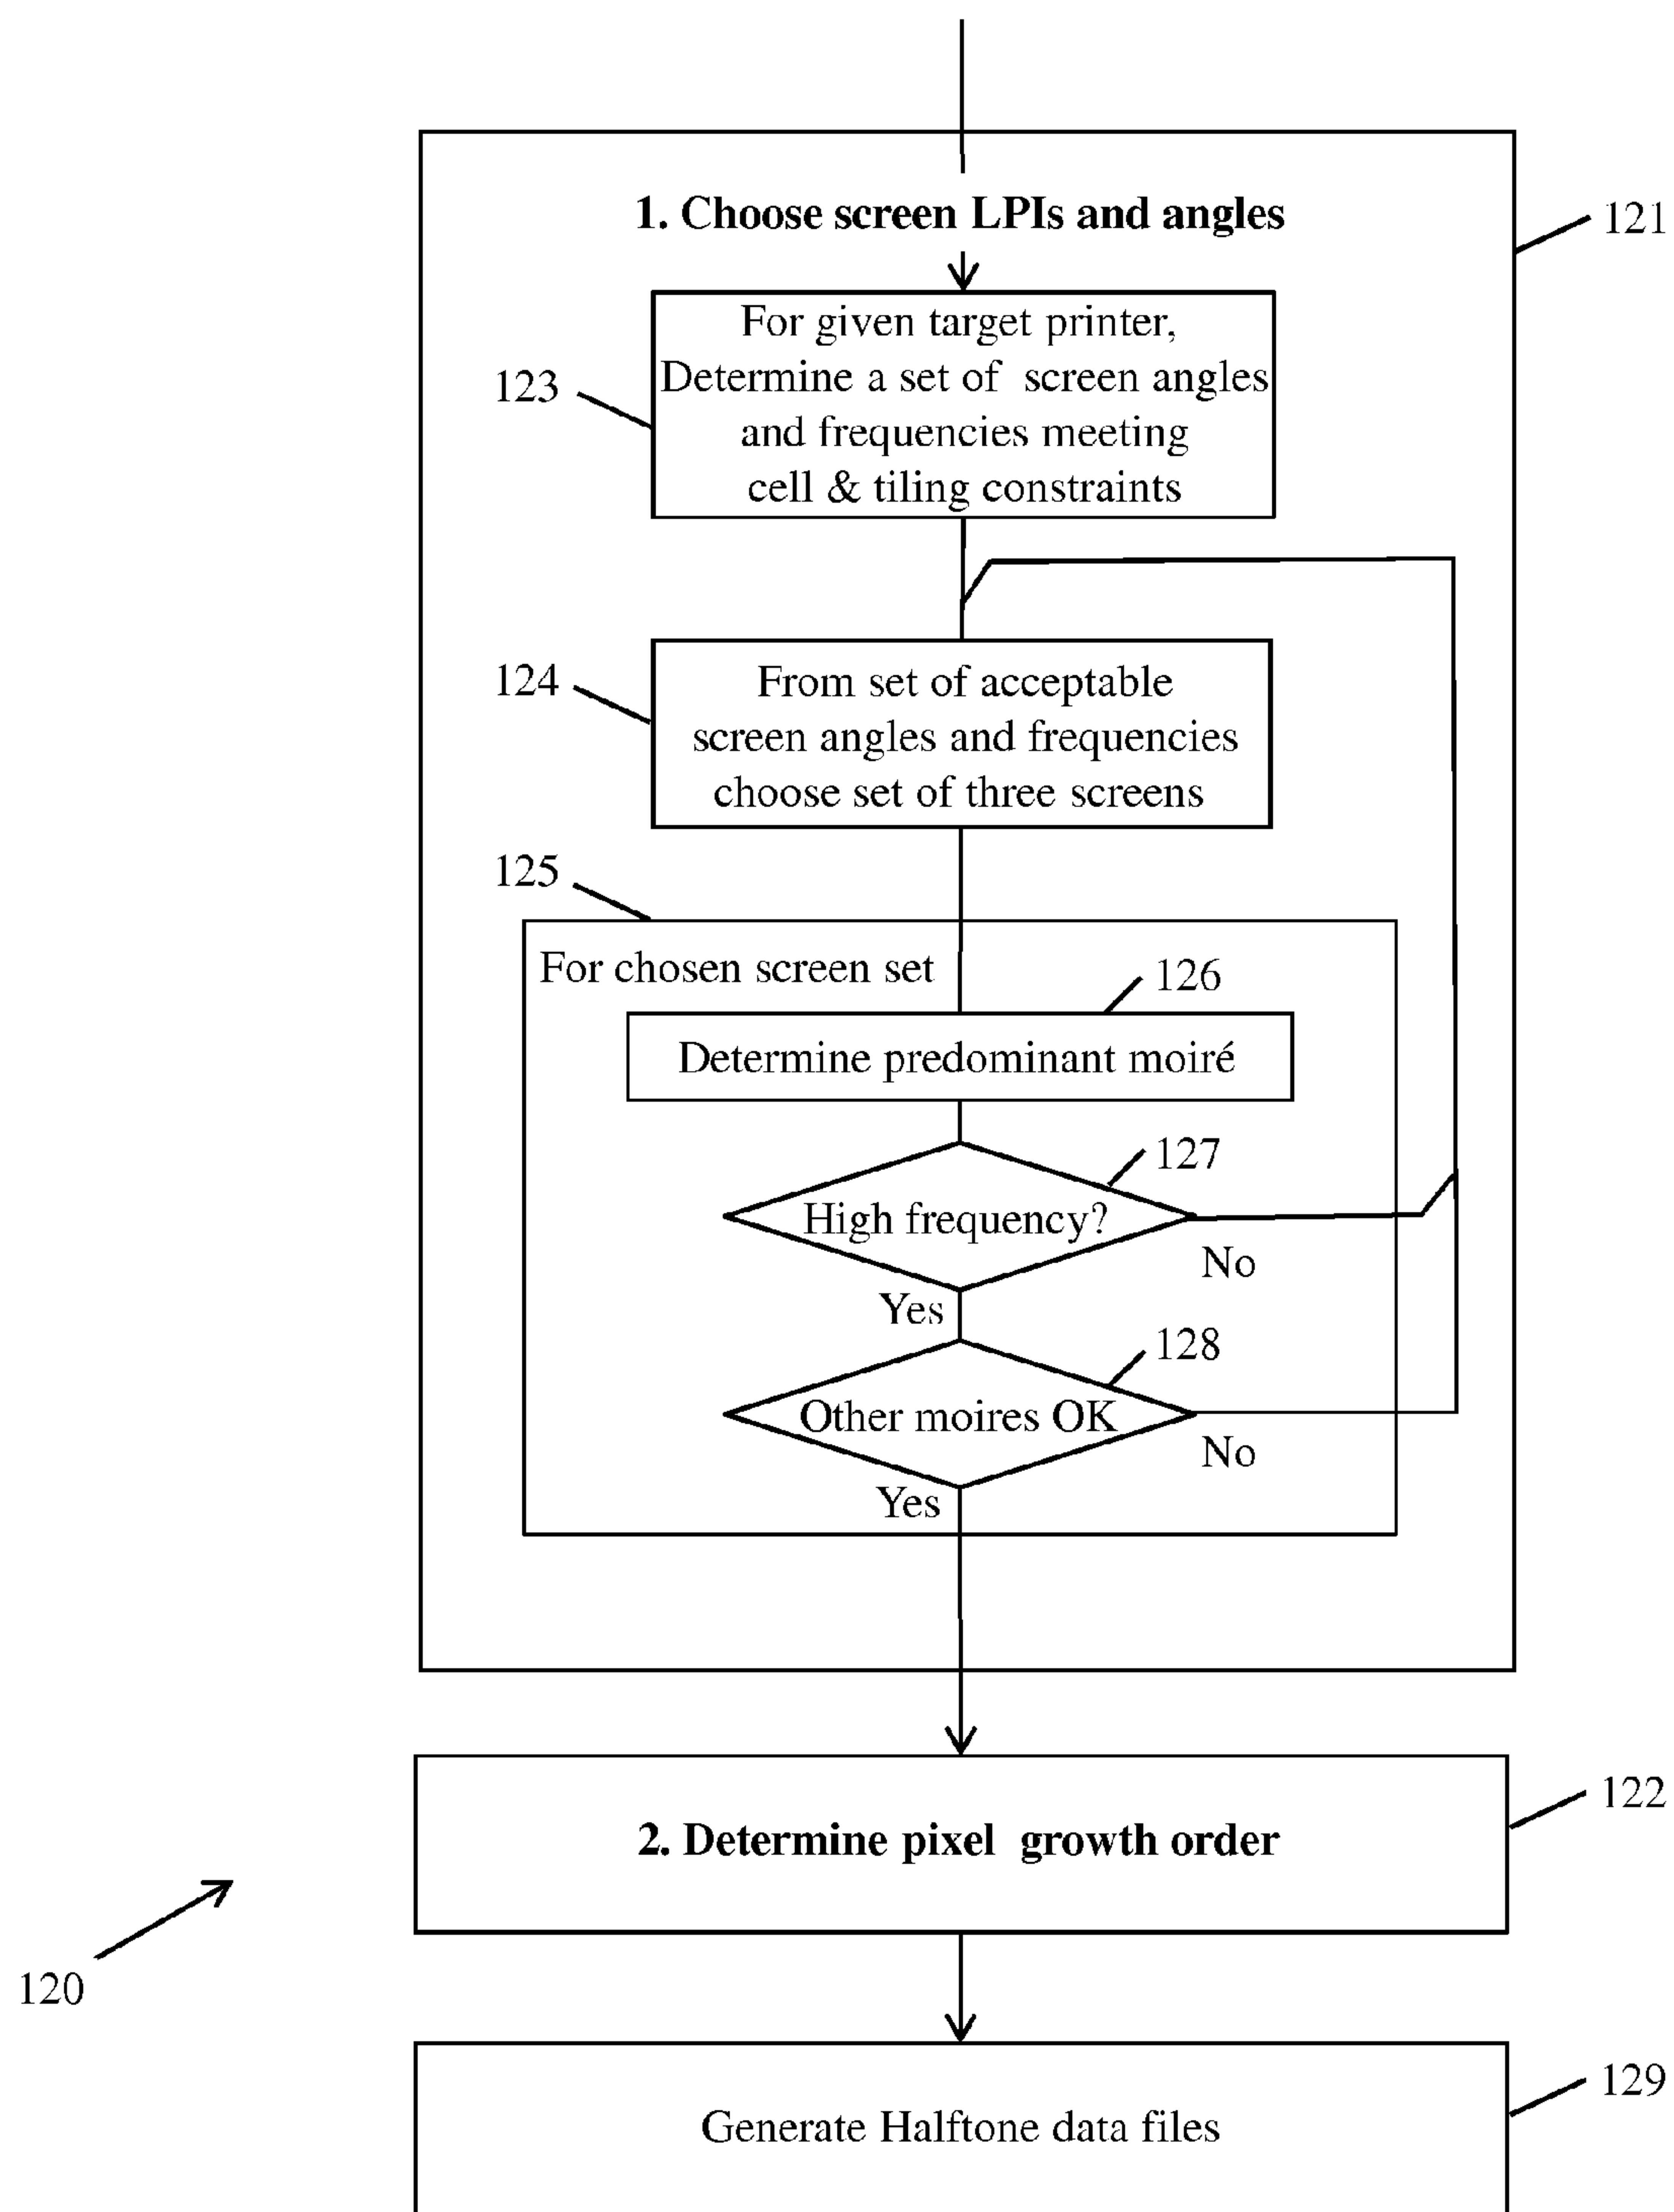 1. Choose screen LPIs and angles
121
For given target printer,
Determine a set of screen angles
and frequencies meeting
cell & tiling constraints
123
From set of acceptable
screen angles and frequencies
choose set of three screens
124
125
For chosen screen set
126
Determine predominant moiré
127
High frequency?
No
Yes
128
Other moires OK
No
Yes
122
2. Determine pixel growth order
120
129
Generate Halftone data files